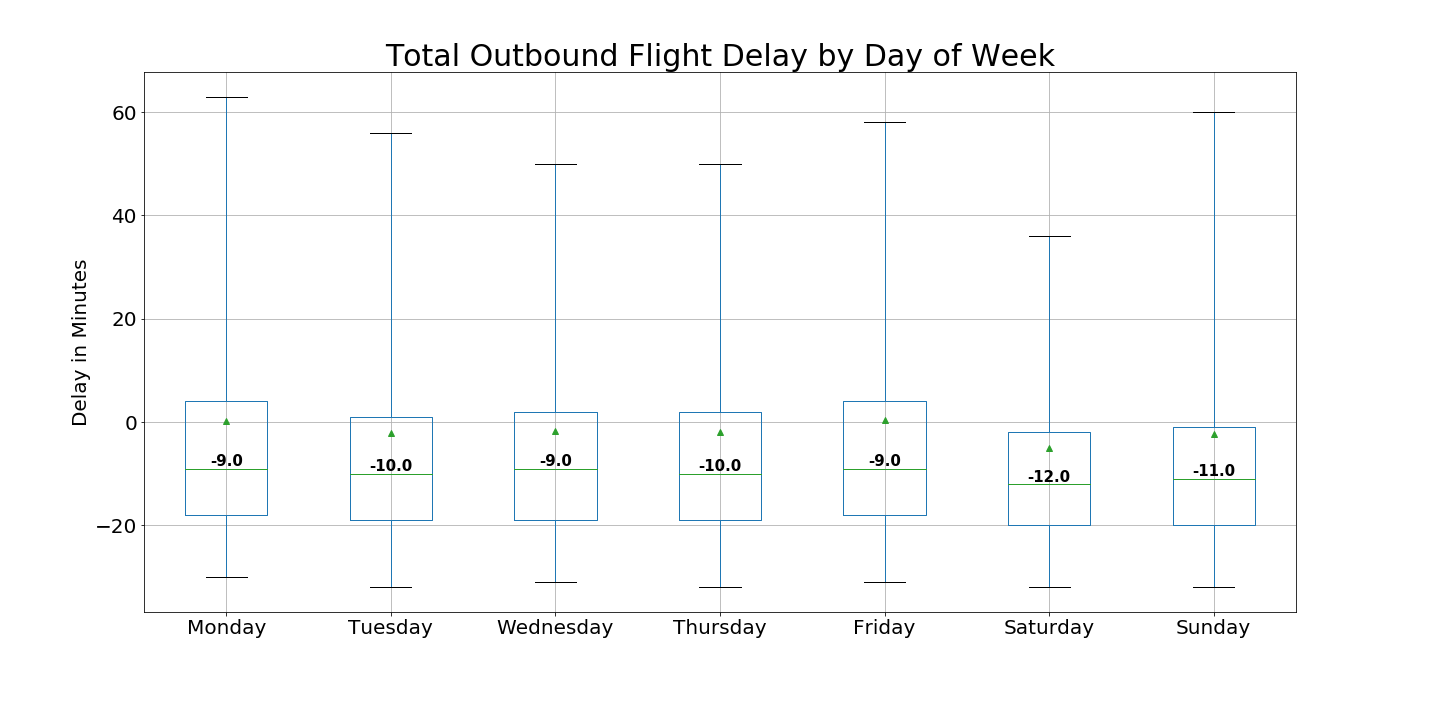 Total Outbound Flight Delay by Day of Week
Delay in Minutes
60
40
20
0
−20
-9.0
-10.0
-9.0
-10.0
-9.0
-12.0
-11.0
Monday
Tuesday
Wednesday
Thursday
Friday
Saturday
Sunday